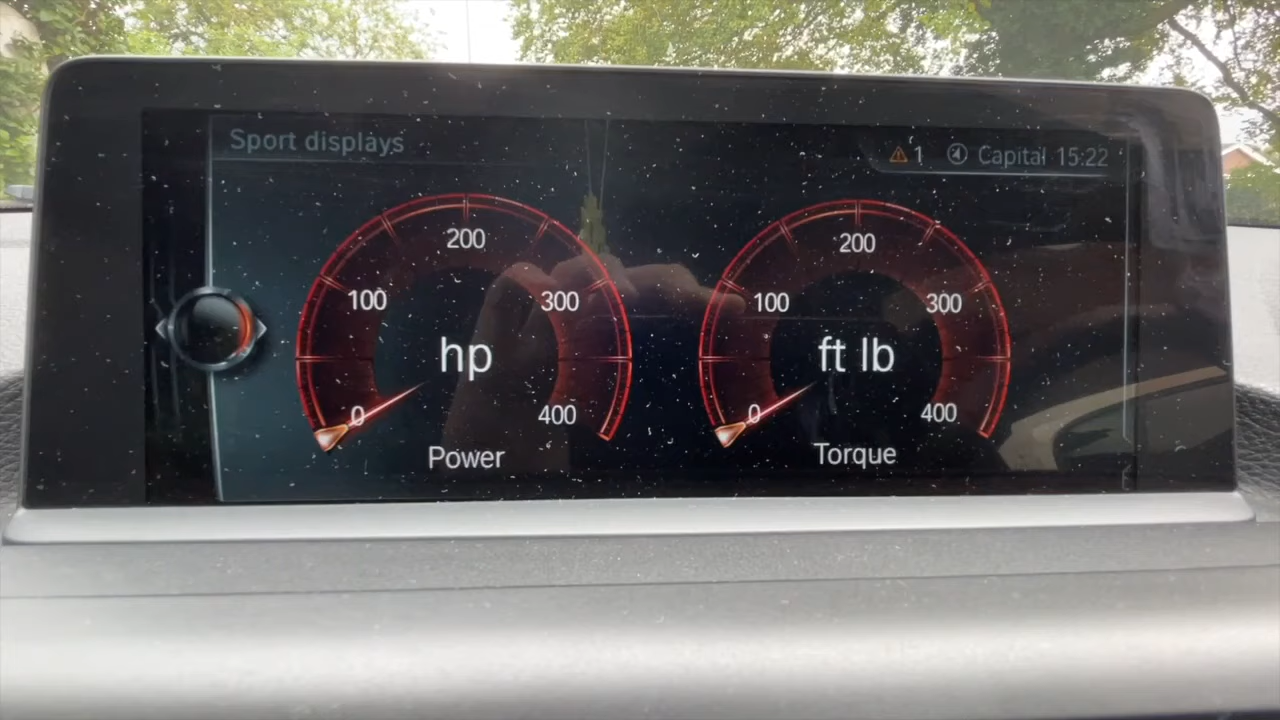 Sport displays
1 Capital 15:22
200
100 300
hp
0 400
Power
200
100 300
ft lb
0 400
Torque